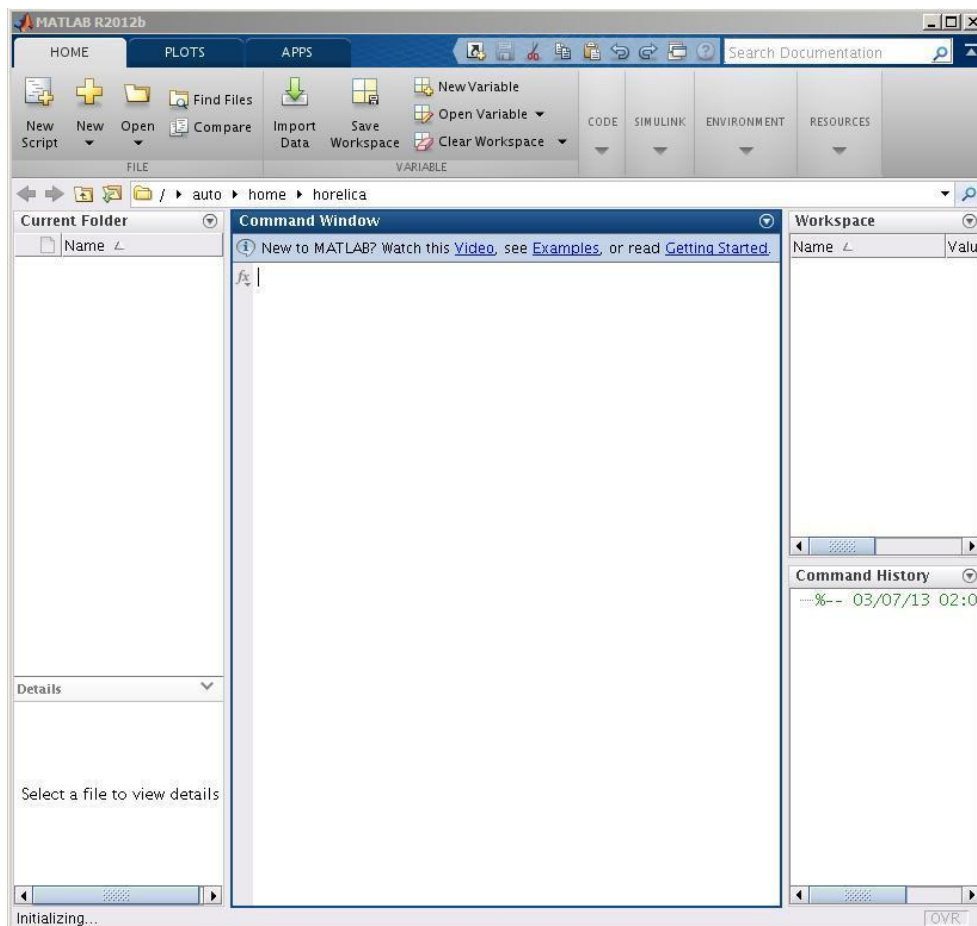 MATLAB R2012b
HOME PLOTS APPS Search Documentation
New Script New Open Find Files Compare Import Data Save Workspace New Variable Open Variable Clear Workspace CODE SIMULINK ENVIRONMENT RESOURCES
FILE VARIABLE
/ auto home horelica
Current Folder
Name
Details
Select a file to view details
Command Window
New to MATLAB? Watch this Video, see Examples, or read Getting Started.
fx
Workspace
Name Valu
Command History
%-- 03/07/13 02:0
Initializing...
OVR